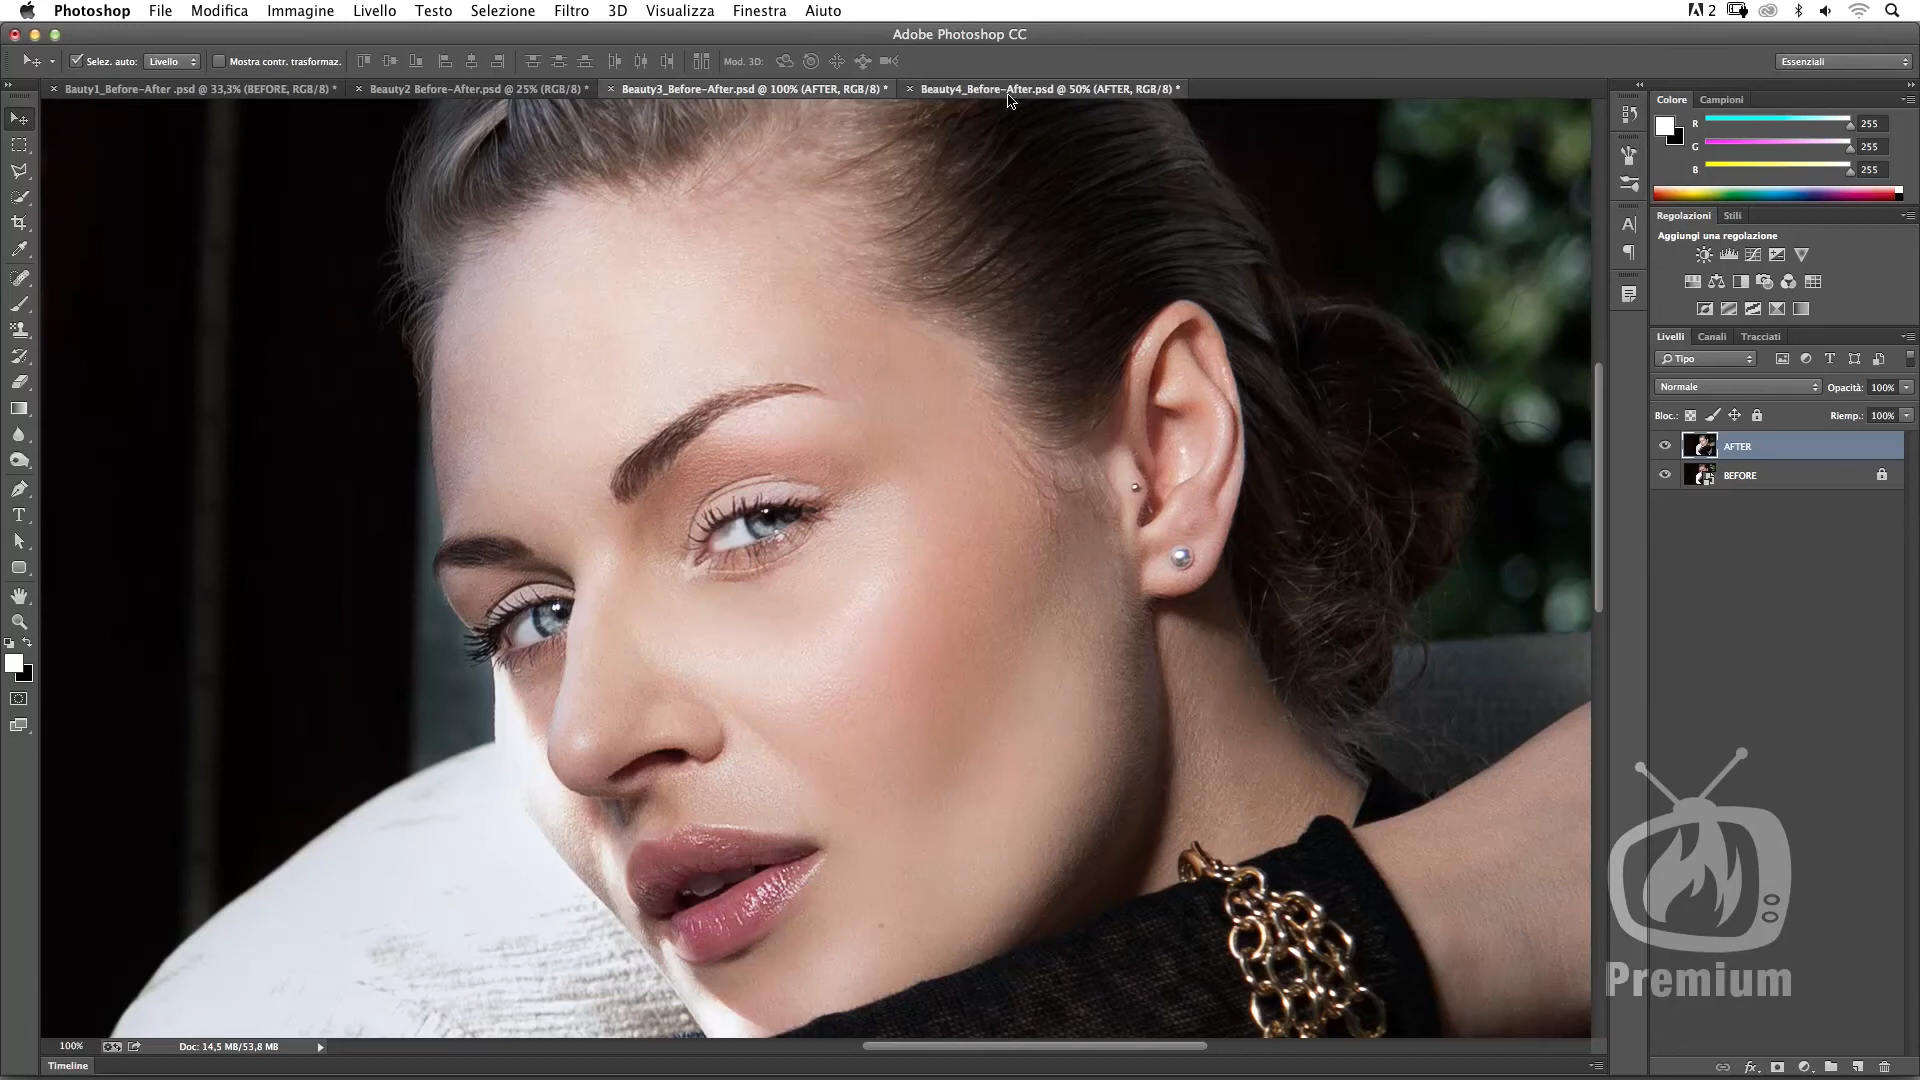 Photoshop File Modifica Immagine Livello Testo Selezione Filtro 3D Visualizza Finestra Aiuto 2
Adobe Photoshop CC
Selez. auto: Livello Mostra contr. trasformaz. Mod. 3D: Essenziali
Bauty1_Before-After .psd @ 33,3% (BEFORE, RGB/8) * Beauty2 Before-After.psd @ 25% (RGB/8) * Beauty3_Before-After.psd @ 100% (AFTER, RGB/8) * Beauty4_Before-After.psd @ 50% (AFTER, RGB/8) *
Colore Campioni
R 255
G 255
B 255
Regolazioni Stili
Aggiungi una regolazione
Livelli Canali Tracciati
Tipo
Normale Opacità: 100%
Bloc.: Riemp.: 100%
AFTER
BEFORE
Premium
100% Doc: 14,5 MB/53,8 MB
Timeline